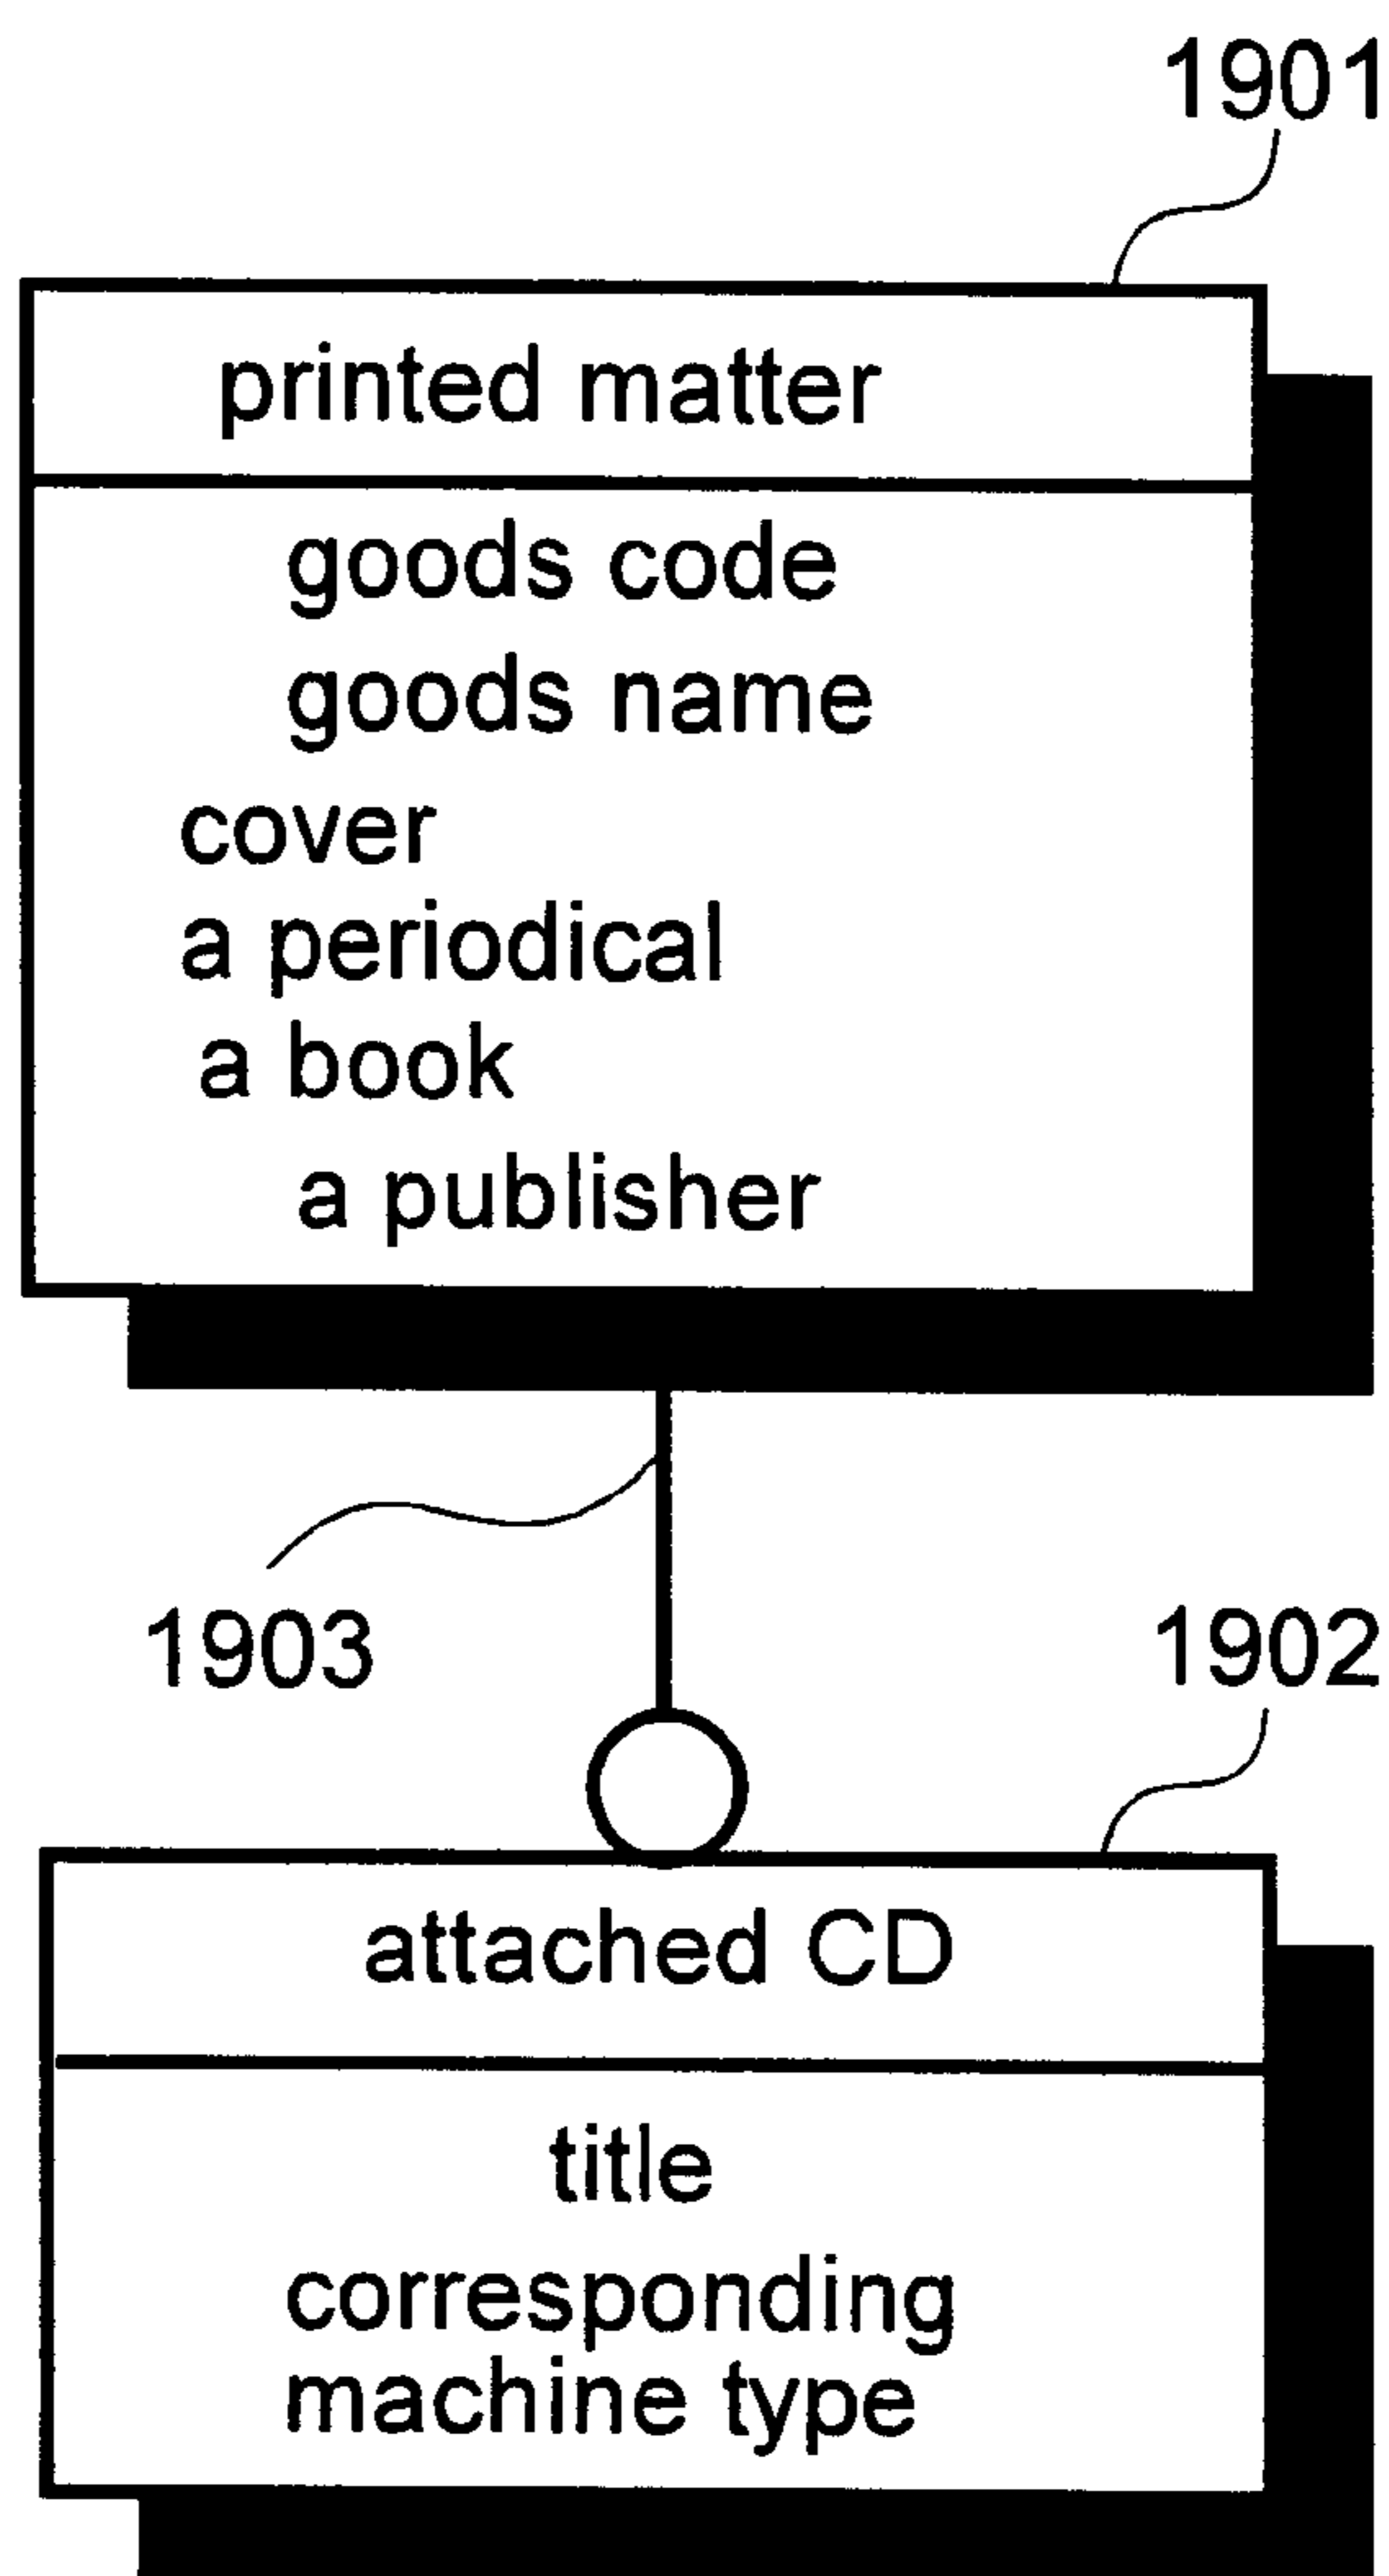 1901
printed matter
goods code
goods name
cover
a periodical
a book
a publisher
1903
1902
attached CD
title
corresponding
machine type